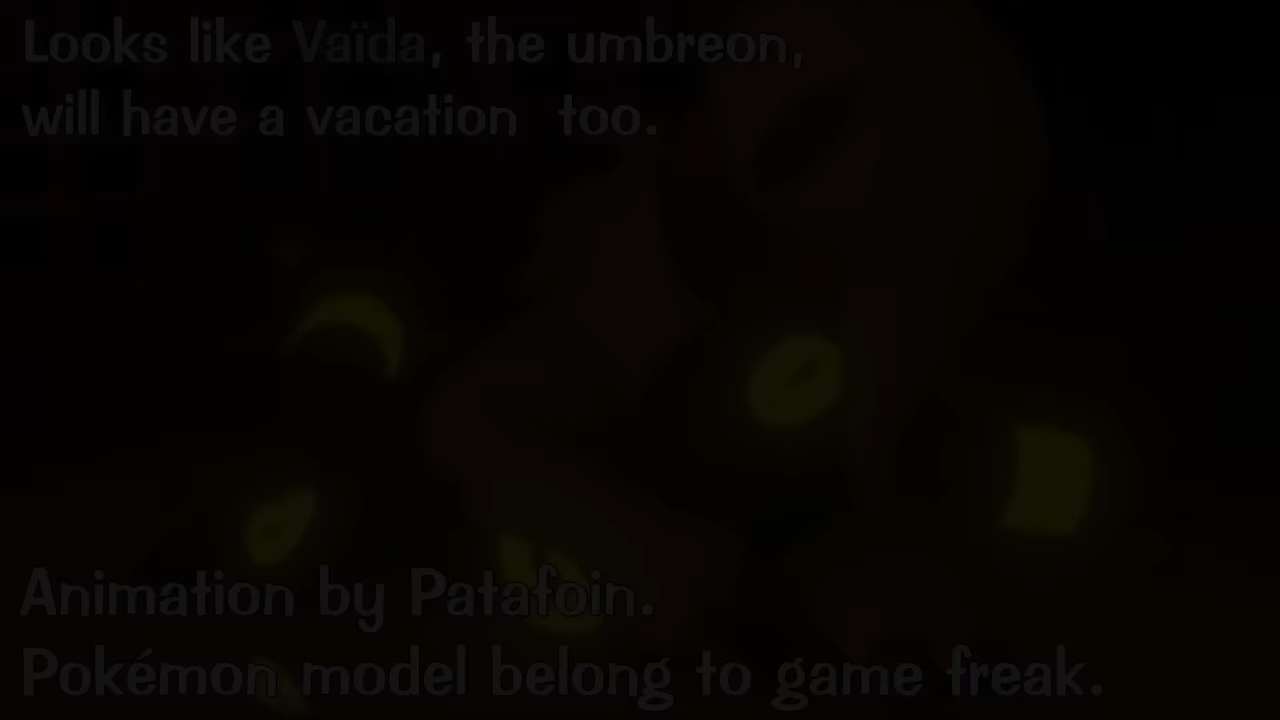 Looks like Vaïda, the umbreon,
will have a vacation too.
Animation by Patafoin.
Pokémon model belong to game freak.